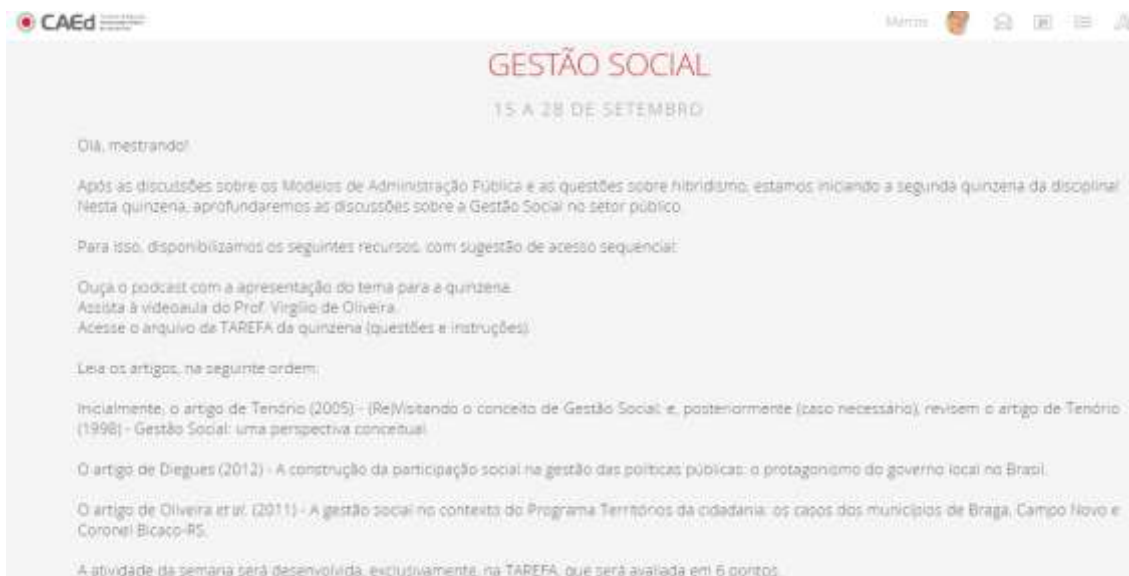 CAEd
Marcos
GESTÃO SOCIAL
15 A 28 DE SETEMBRO
Olá, mestrando!
Após as discussões sobre os Modelos de Administração Pública e as questões sobre hibridismo, estamos iniciando a segunda quinzena da disciplina!
Nesta quinzena, aprofundaremos as discussões sobre a Gestão Social no setor público.
Para isso, disponibilizamos os seguintes recursos, com sugestão de acesso sequencial:
Ouça o podcast com a apresentação do tema para a quinzena.
Assista à videoaula do Prof. Virgílio de Oliveira.
Acesse o arquivo da TAREFA da quinzena (questões e instruções).
Leia os artigos, na seguinte ordem:
Inicialmente, o artigo de Tenório (2005) - (Re)Visitando o conceito de Gestão Social; e, posteriormente (caso necessário), revisem o artigo de Tenório
(1998) - Gestão Social: uma perspectiva conceitual.
O artigo de Diegues (2012) - A construção da participação social na gestão das políticas públicas: o protagonismo do governo local no Brasil.
O artigo de Oliveira et al. (2011) - A gestão social no contexto do Programa Territórios da cidadania: os casos dos municípios de Braga, Campo Novo e
Coronel Bicaco-RS.
A atividade da semana será desenvolvida, exclusivamente, na TAREFA, que será avaliada em 6 pontos.